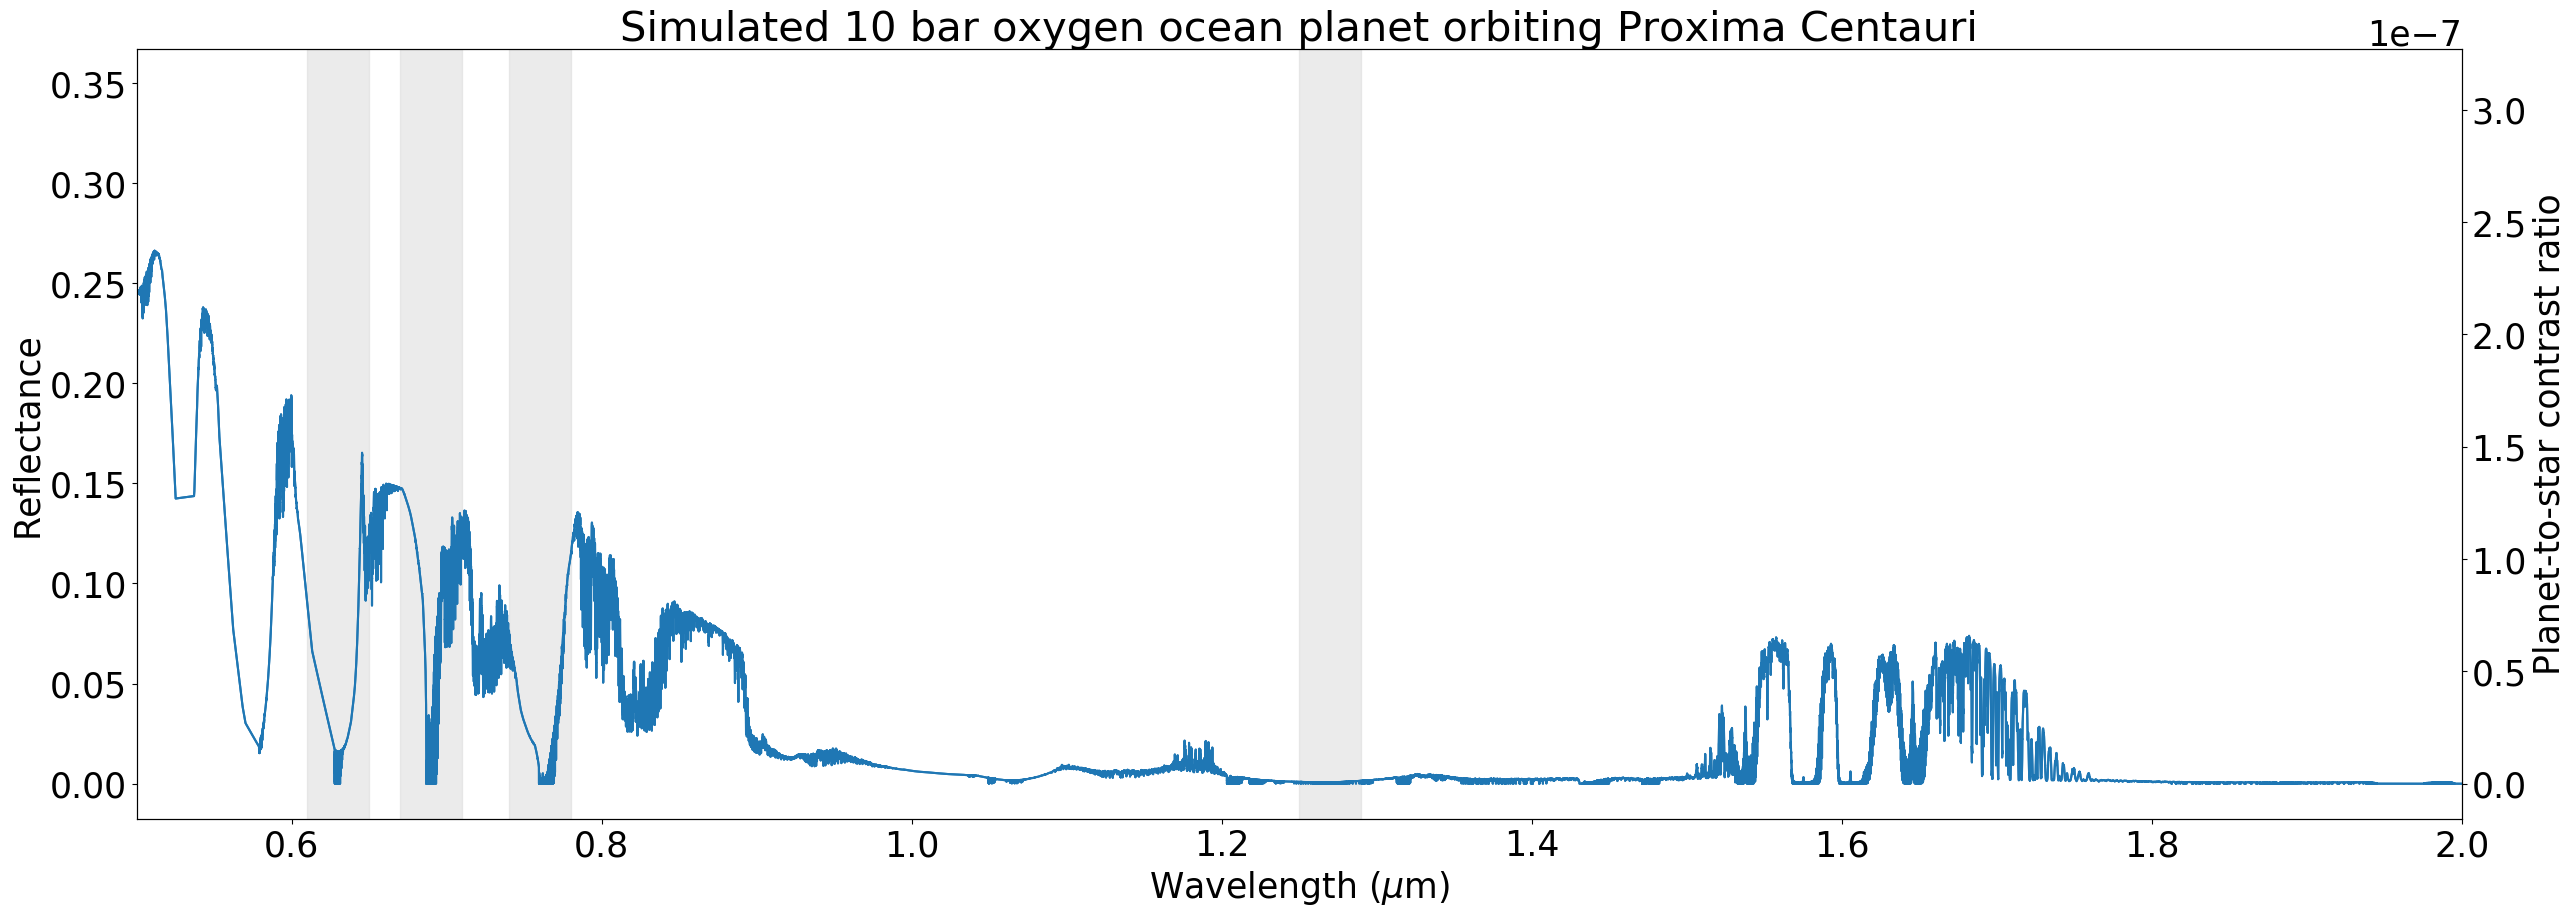 Simulated 10 bar oxygen ocean planet orbiting Proxima Centauri
1e−7
0.35
0.30
0.25
0.20
0.15
0.10
0.05
0.00
Reflectance
3.0
2.5
2.0
1.5
1.0
0.5
0.0
Planet-to-star contrast ratio
0.6 0.8 1.0 1.2 1.4 1.6 1.8 2.0
Wavelength (μm)